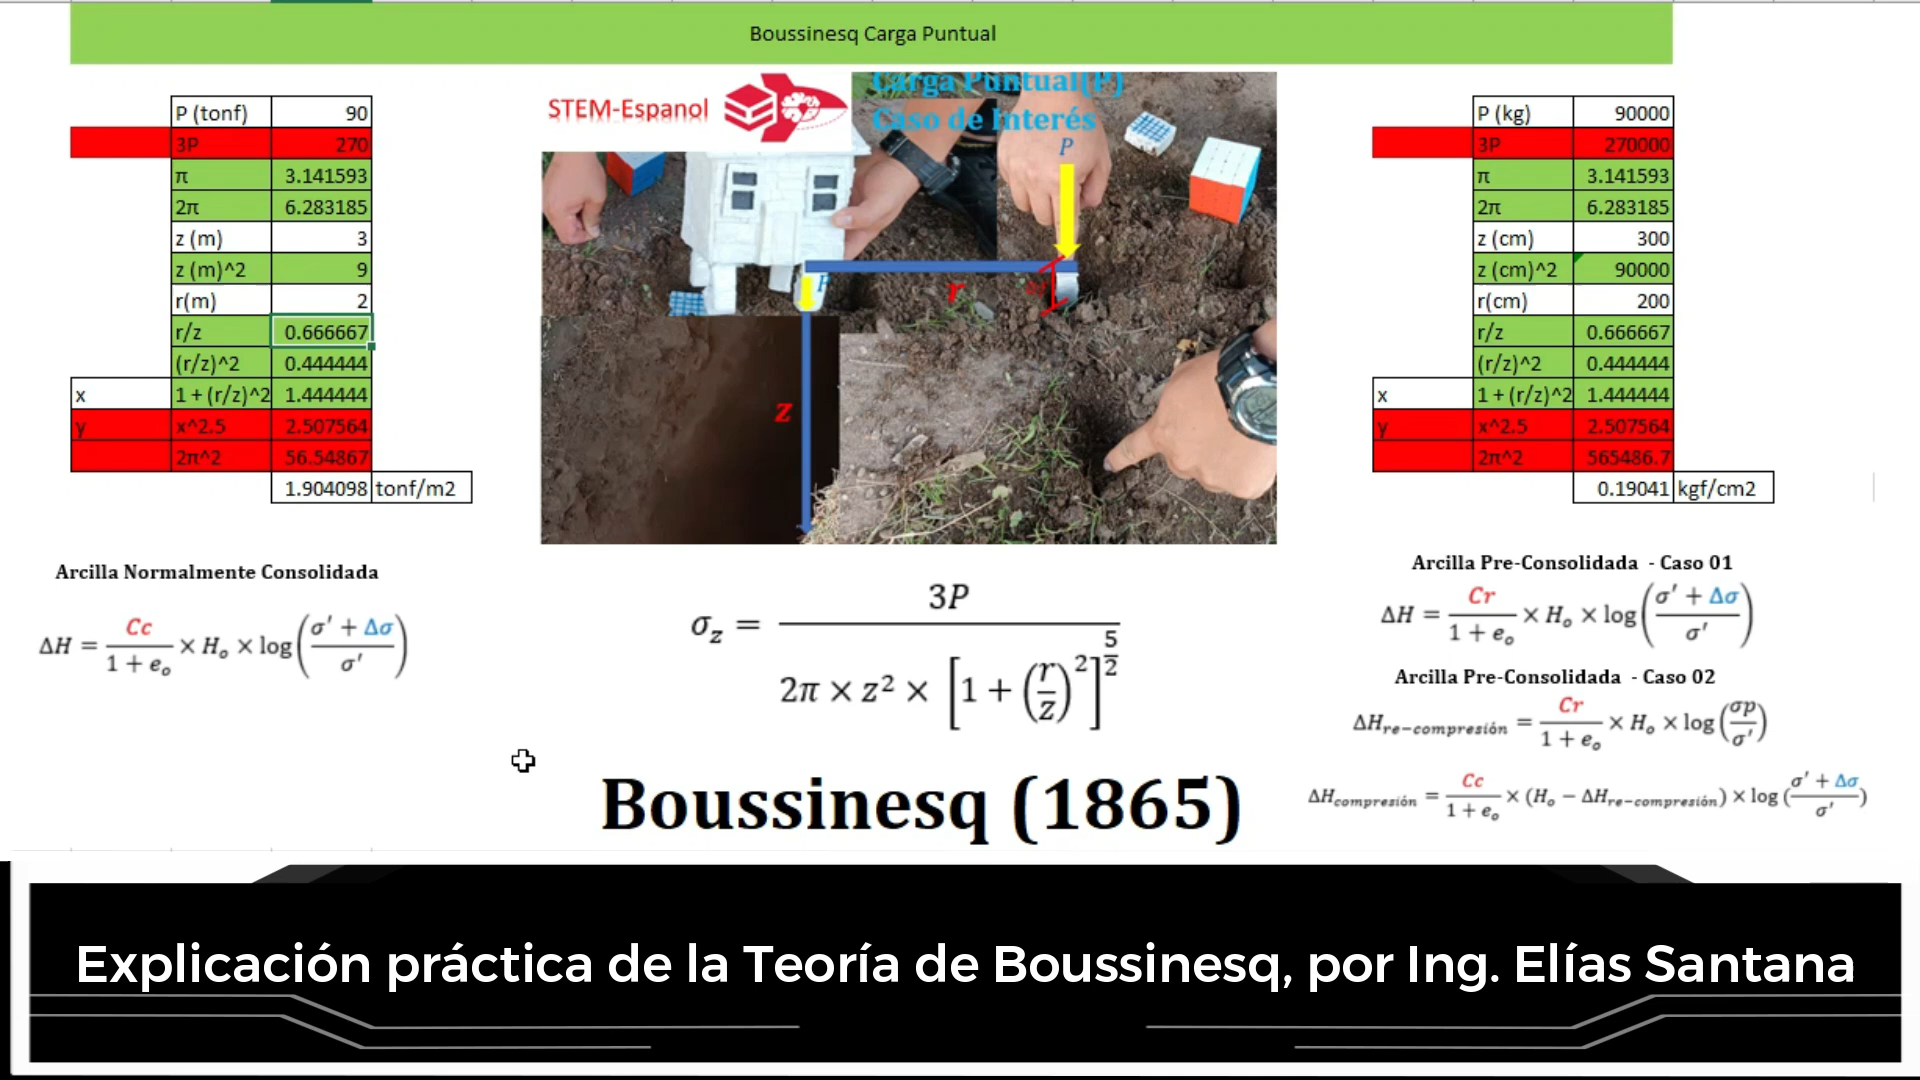 Boussinesq Carga Puntual
P (tonf) 90
3P 270
π 3.141593
2π 6.283185
z (m) 3
z (m)^2 9
r(m) 2
r/z 0.666667
(r/z)^2 0.444444
x 1 + (r/z)^2 1.444444
y x^2.5 2.507564
2π^2 56.54867
1.904098 tonf/m2
STEM-Espanol
Carga Puntual(P)
Caso de Interés
P
P
r
z
P (kg) 90000
3P 270000
π 3.141593
2π 6.283185
z (cm) 300
z (cm)^2 90000
r(cm) 200
r/z 0.666667
(r/z)^2 0.444444
x 1 + (r/z)^2 1.444444
y x^2.5 2.507564
2π^2 565486.7
0.19041 kgf/cm2
Arcilla Normalmente Consolidada
ΔH = Cc / (1 + eₒ) × Hₒ × log((σ' + Δσ) / σ')
σz = 3P / (2π × z² × [1 + (r/z)²]^(5/2))
Boussinesq (1865)
Arcilla Pre-Consolidada - Caso 01
ΔH = Cr / (1 + eₒ) × Hₒ × log((σ' + Δσ) / σ')
Arcilla Pre-Consolidada - Caso 02
ΔHre−compresión = Cr / (1 + eₒ) × Hₒ × log(σp / σ')
ΔHcompresión = Cc / (1 + eₒ) × (Hₒ − ΔHre−compresión) × log((σ' + Δσ) / σ')
Explicación práctica de la Teoría de Boussinesq, por Ing. Elías Santana